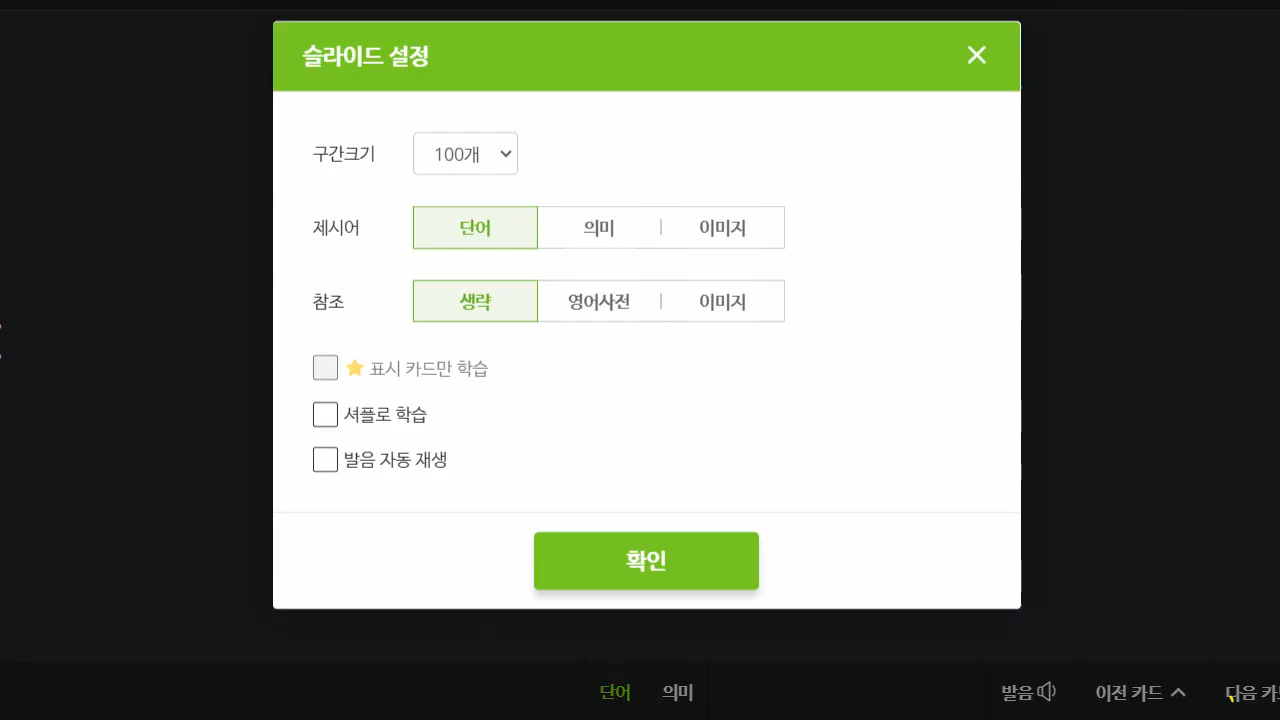 슬라이드 설정
구간크기 100개
제시어 단어 의미 | 이미지
참조 생략 영어사전 | 이미지
표시 카드만 학습
셔플로 학습
발음 자동 재생
확인
단어 의미 발음 이전 카드 다음